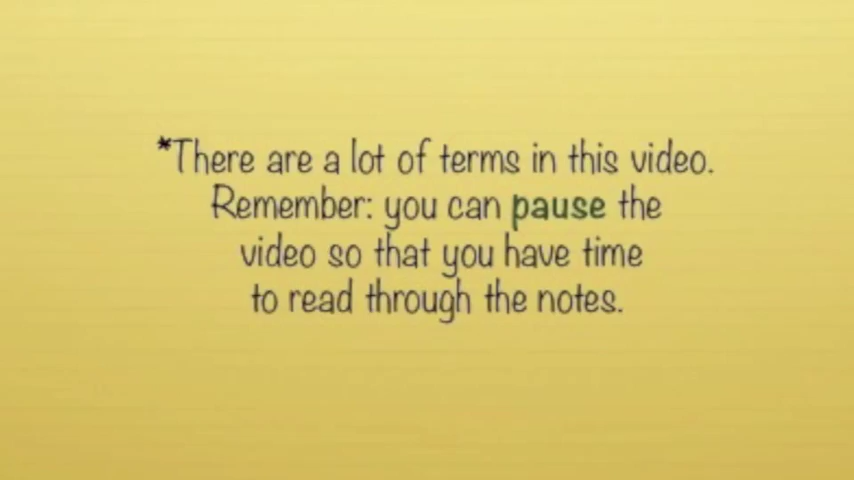 *There are a lot of terms in this video.
Remember: you can pause the
video so that you have time
to read through the notes.